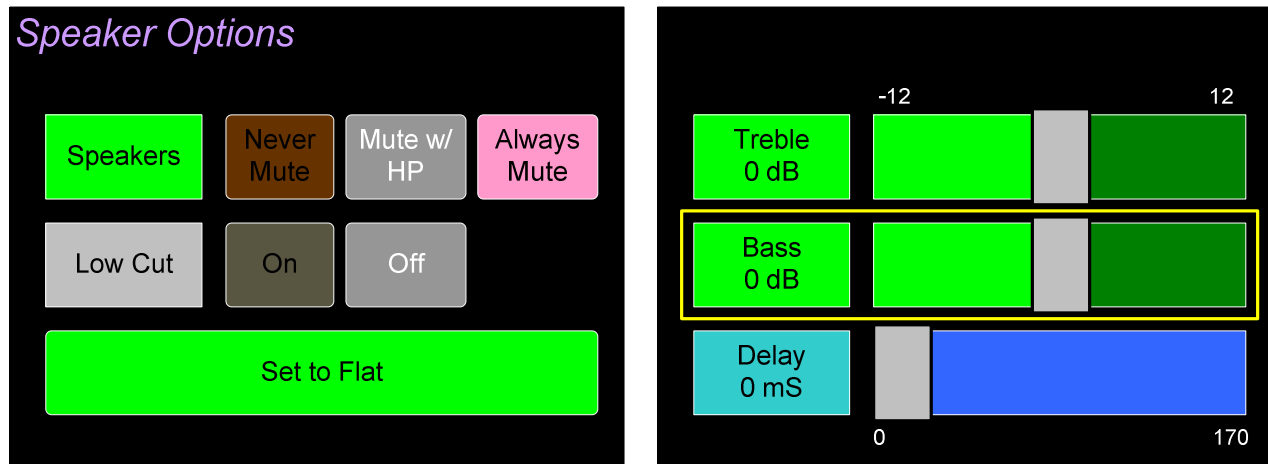 Speaker Options
Speakers
Never
Mute
Mute w/
HP
Always
Mute
Low Cut
On
Off
Set to Flat
-12
12
Treble
0 dB
Bass
0 dB
Delay
0 mS
0
170